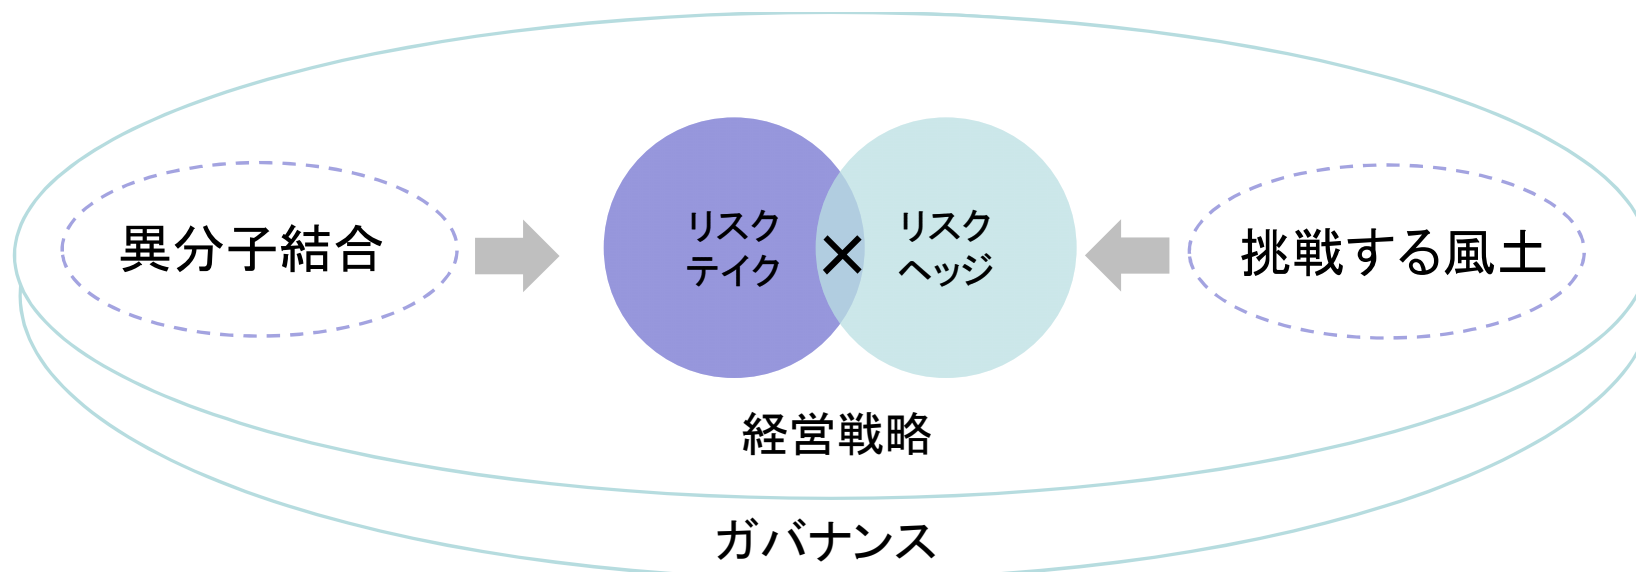 異分子結合
リスク
テイク
×
リスク
ヘッジ
挑戦する風土
経営戦略
ガバナンス